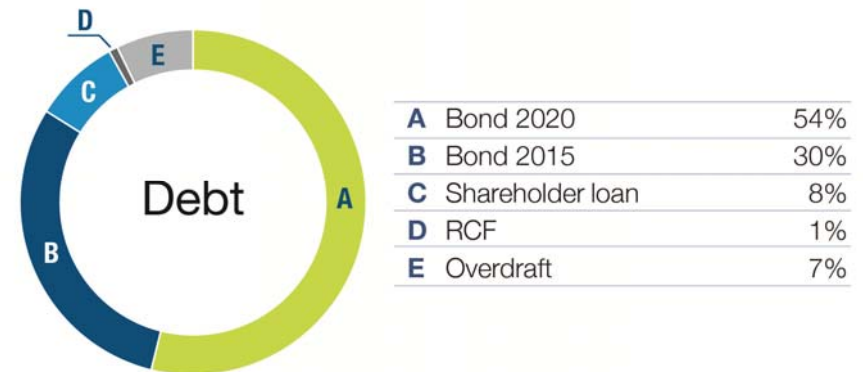 D
E
C
Debt
A
B
A Bond 2020 54%
B Bond 2015 30%
C Shareholder loan 8%
D RCF 1%
E Overdraft 7%